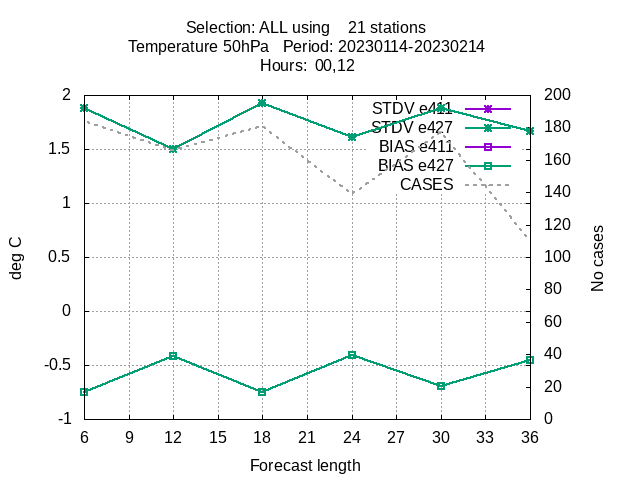 Selection: ALL using    21 stations
Temperature 50hPa   Period: 20230114-20230214
Hours:  00,12
2
1.5
1
0.5
0
-0.5
-1
deg C
200
180
160
140
120
100
80
60
40
20
0
No cases
STDV e411
STDV e427
BIAS e411
BIAS e427
CASES
6 9 12 15 18 21 24 27 30 33 36
Forecast length